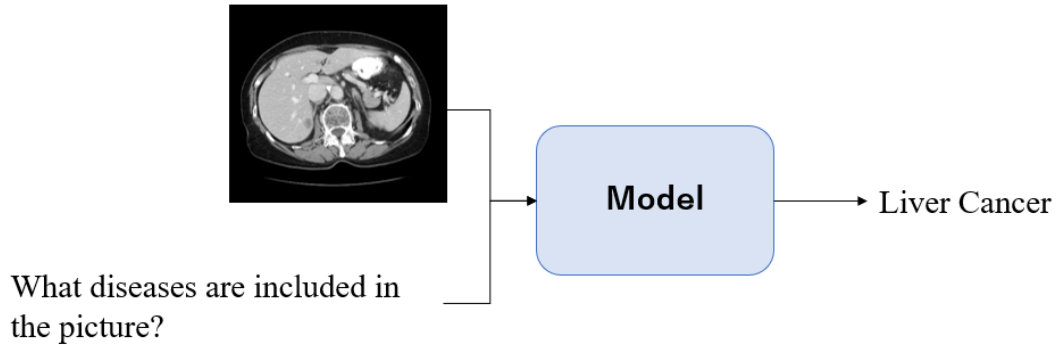 What diseases are included in
the picture?
Model
Liver Cancer